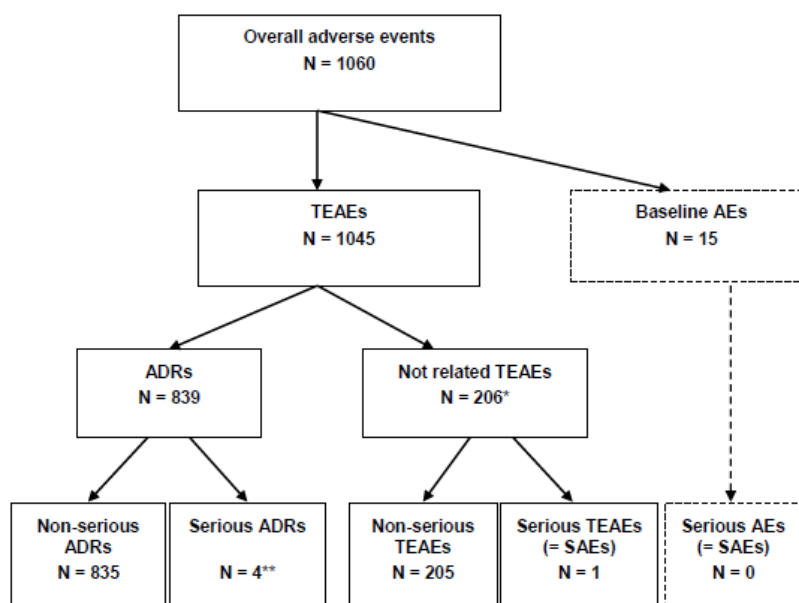 Overall adverse events
N = 1060
TEAEs
N = 1045
Baseline AEs
N = 15
ADRs
N = 839
Not related TEAEs
N = 206*
Non-serious
ADRs
N = 835
Serious ADRs
N = 4**
Non-serious
TEAEs
N = 205
Serious TEAEs
(= SAEs)
N = 1
Serious AEs
(= SAEs)
N = 0